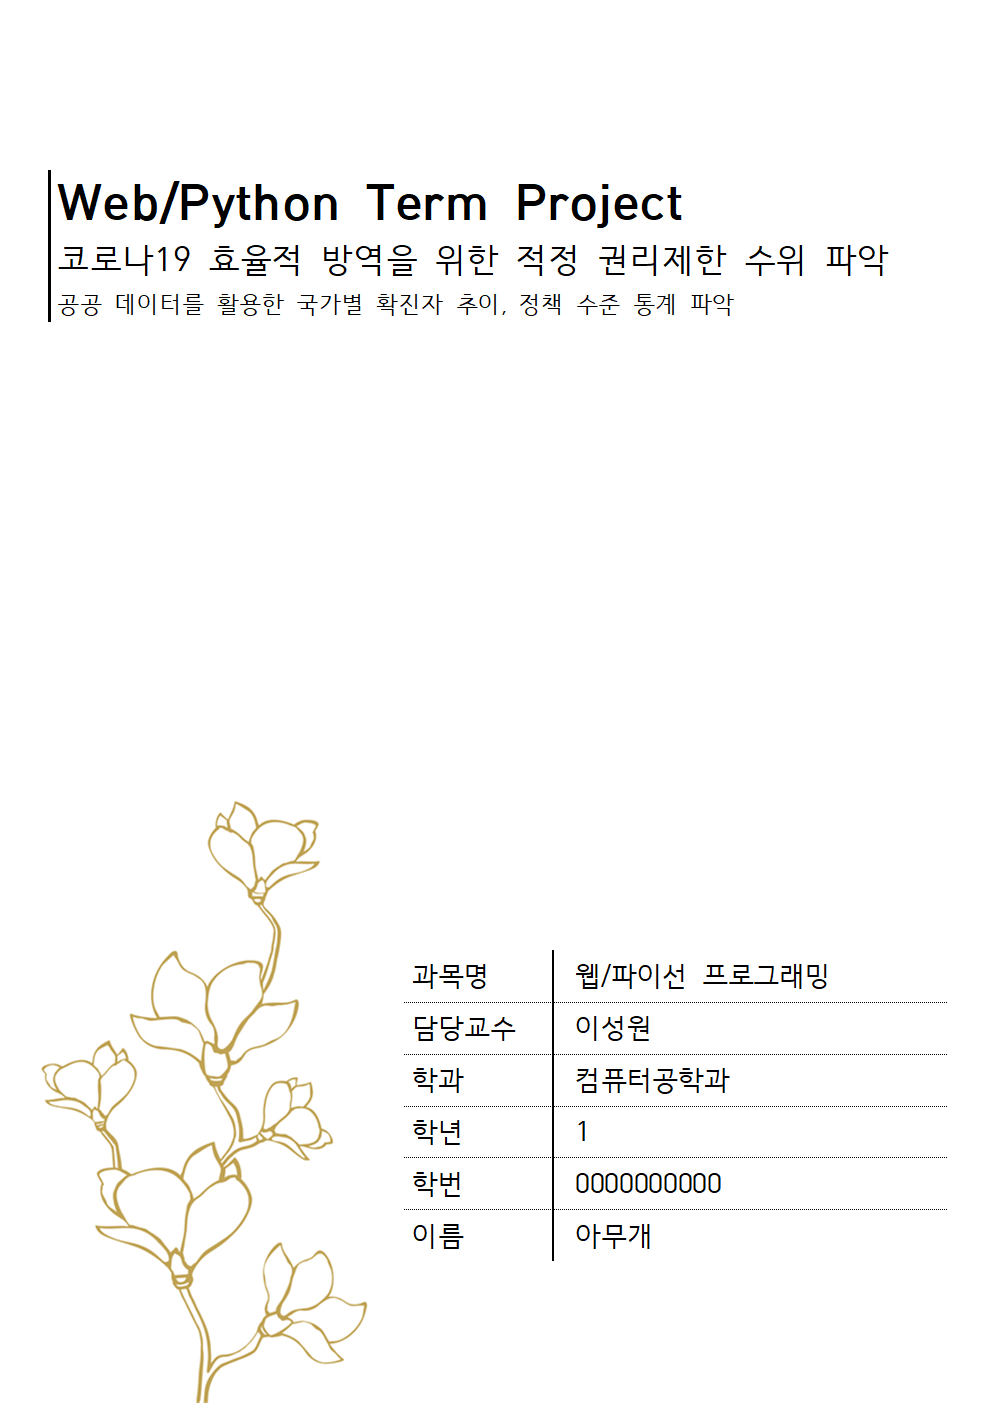 Web/Python Term Project
코로나19 효율적 방역을 위한 적정 권리제한 수위 파악
공공 데이터를 활용한 국가별 확진자 추이, 정책 수준 통계 파악
과목명 웹/파이선 프로그래밍
담당교수 이성원
학과 컴퓨터공학과
학년 1
학번 0000000000
이름 아무개